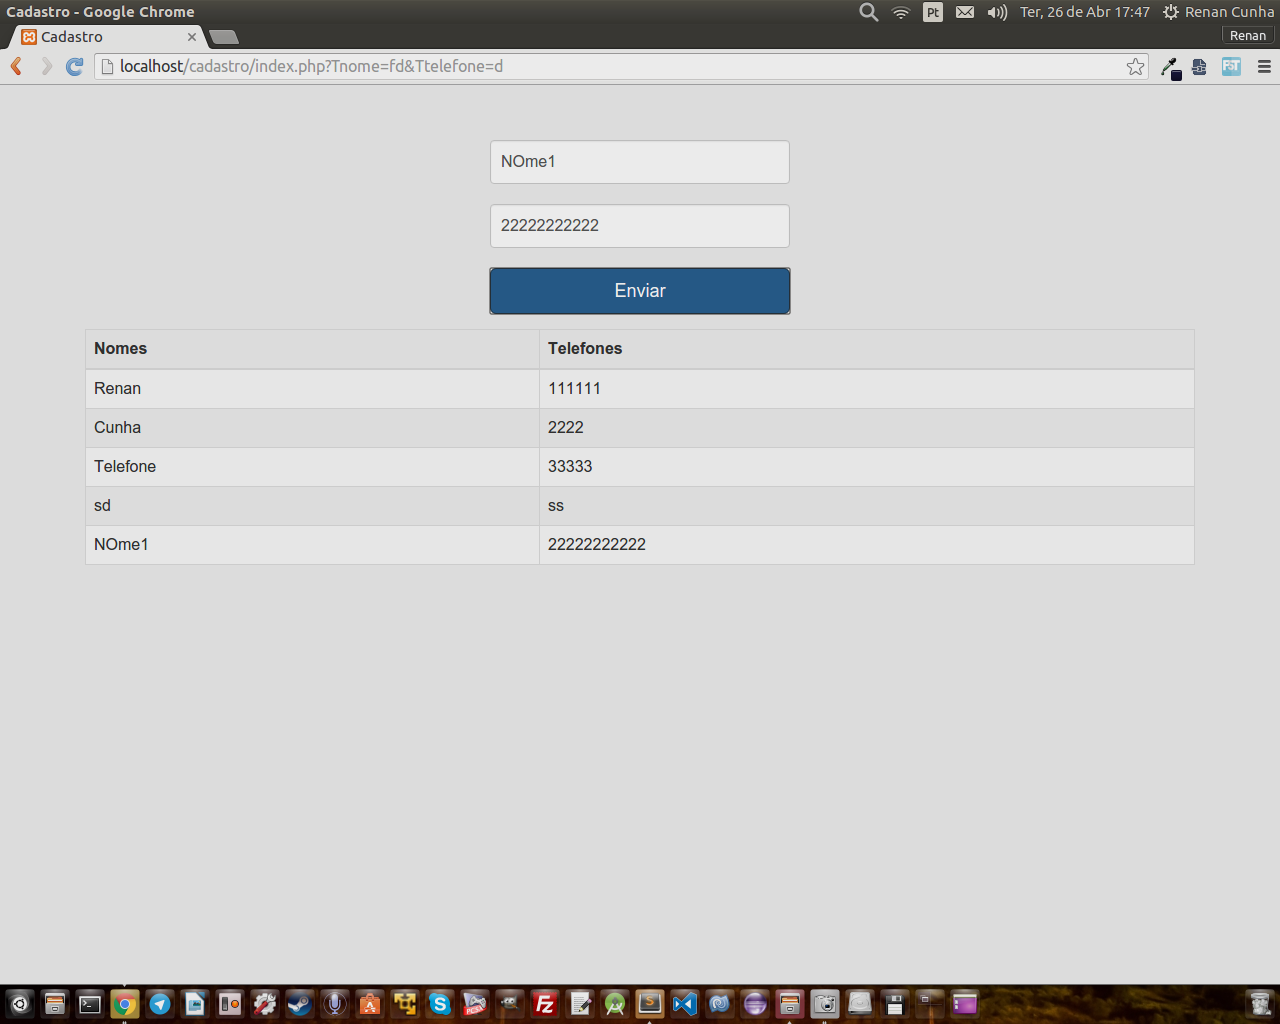 Cadastro - Google Chrome
Pt
Ter, 26 de Abr 17:47
Renan Cunha
Cadastro
Renan
localhost/cadastro/index.php?Tnome=fd&Ttelefone=d
NOme1
22222222222
Enviar
Nomes Telefones
Renan 111111
Cunha 2222
Telefone 33333
sd ss
NOme1 22222222222